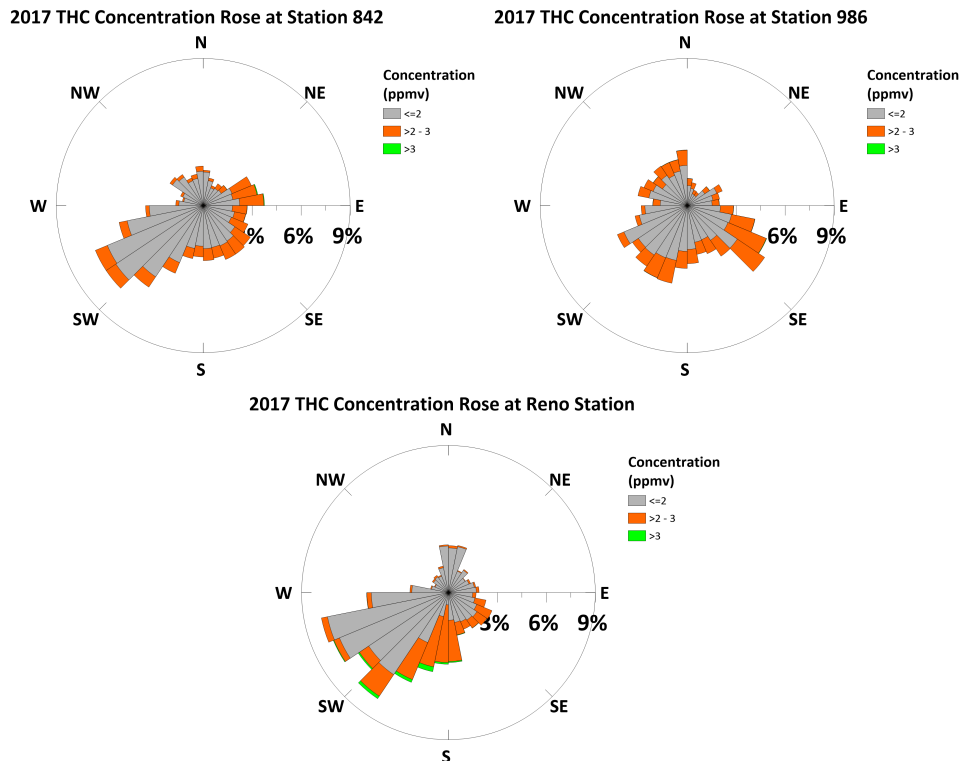 2017 THC Concentration Rose at Station 842
N
NW
NE
W
E
%
6%
9%
SW
SE
S
Concentration
(ppmv)
<=2
>2 - 3
>3
2017 THC Concentration Rose at Station 986
N
NW
NE
W
E
6%
9%
SW
SE
S
Concentration
(ppmv)
<=2
>2 - 3
>3
2017 THC Concentration Rose at Reno Station
N
NW
NE
W
E
3%
6%
9%
SW
SE
S
Concentration
(ppmv)
<=2
>2 - 3
>3